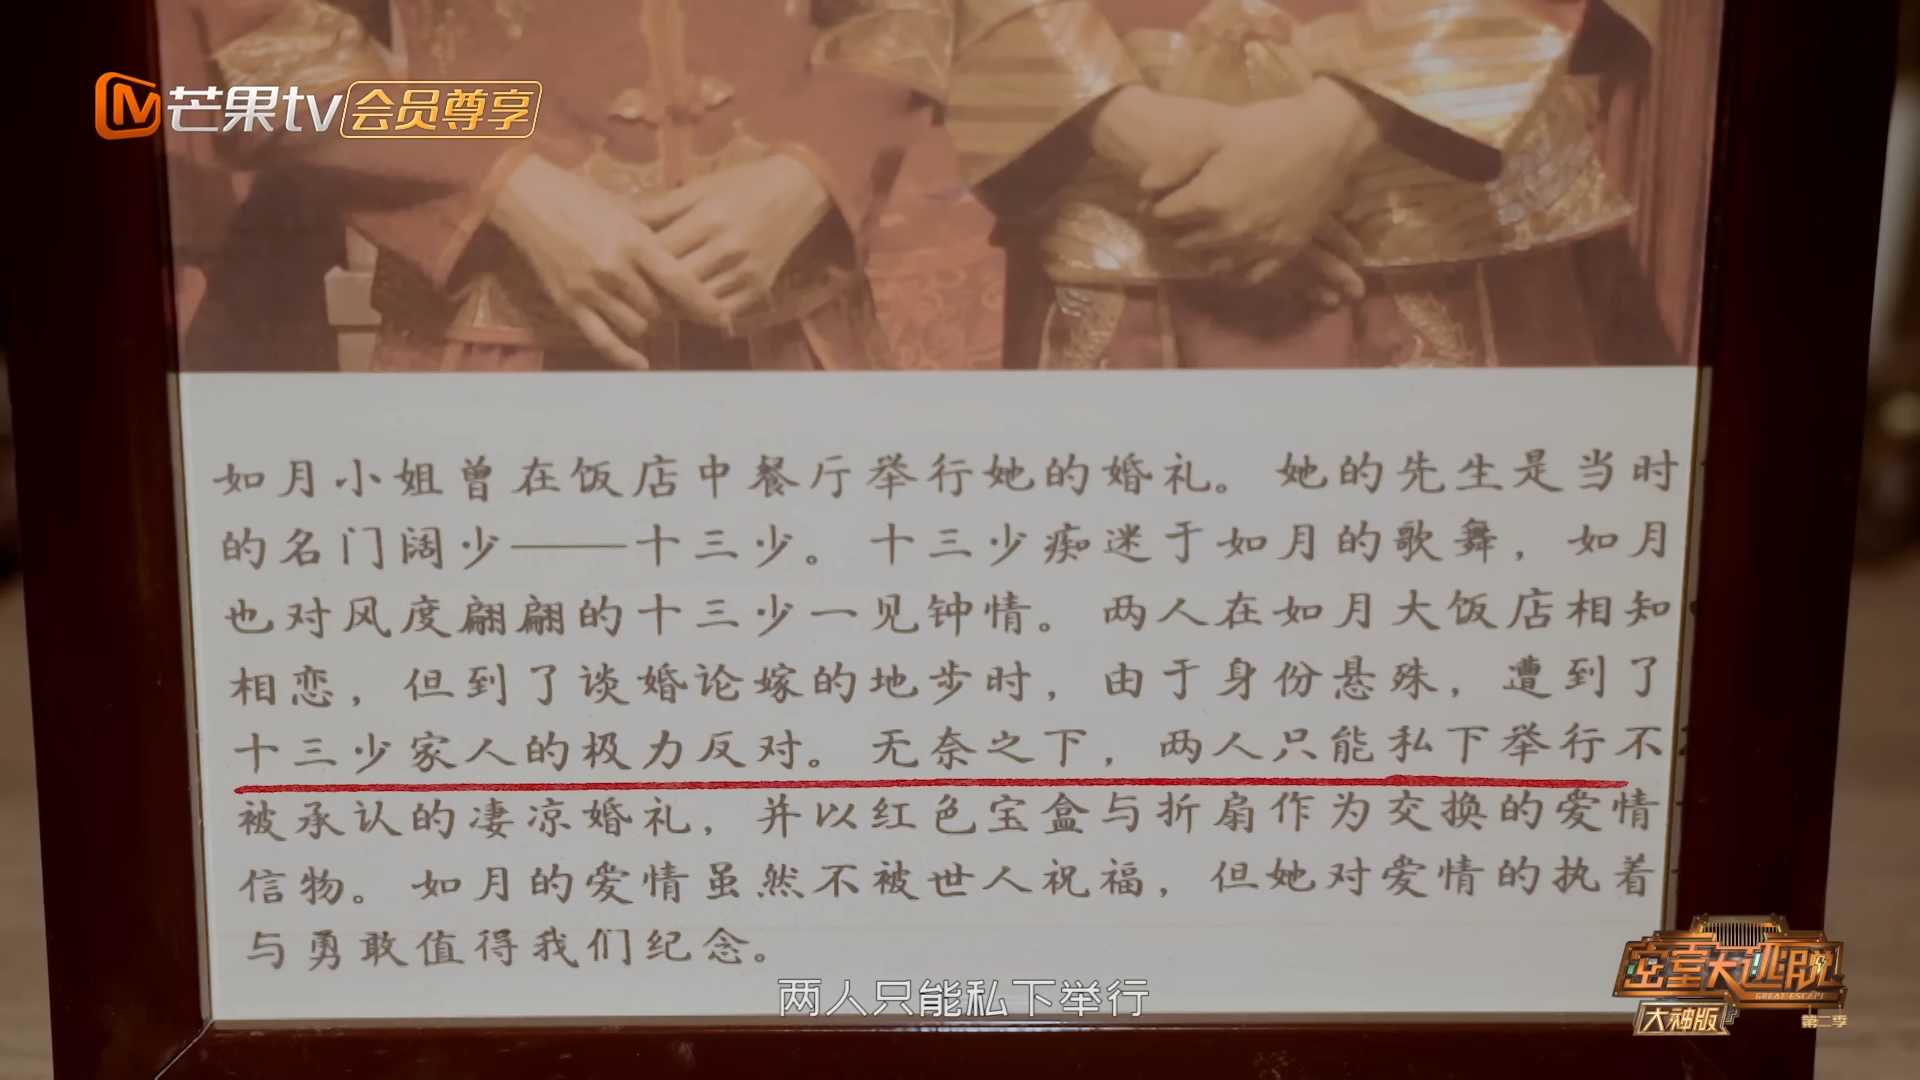 芒果tv会员尊享
如月小姐曾在饭店中餐厅举行她的婚礼。她的先生是当时
的名门阔少——十三少。十三少痴迷于如月的歌舞，如月
也对风度翩翩的十三少一见钟情。两人在如月大饭店相知
相恋，但到了谈婚论嫁的地步时，由于身份悬殊，遭到了
十三少家人的极力反对。无奈之下，两人只能私下举行不
被承认的凄凉婚礼，并以红色宝盒与折扇作为交换的爱情
信物。如月的爱情虽然不被世人祝福，但她对爱情的执着
与勇敢值得我们纪念。
两人只能私下举行
密室大逃脱
GREAT ESCAPE
大神版
第二季